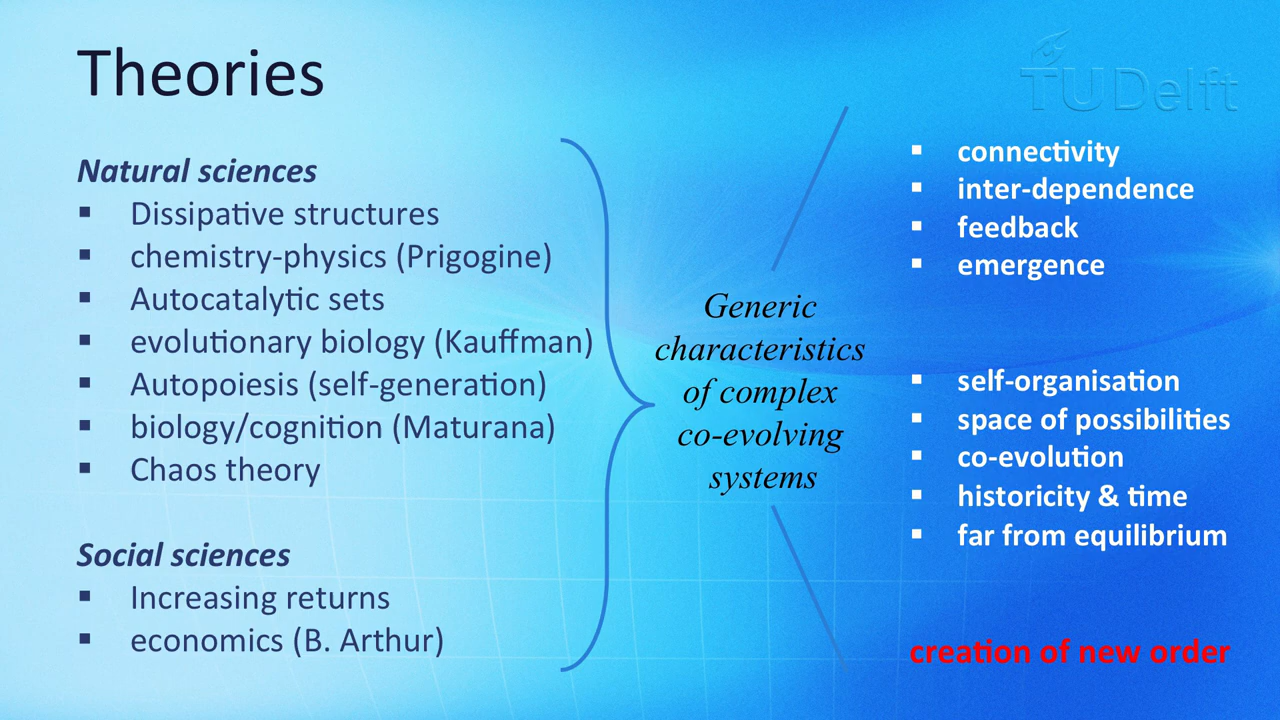 Theories
TU Delft
Natural sciences
▪ Dissipative structures
▪ chemistry-physics (Prigogine)
▪ Autocatalytic sets
▪ evolutionary biology (Kauffman)
▪ Autopoiesis (self-generation)
▪ biology/cognition (Maturana)
▪ Chaos theory
Social sciences
▪ Increasing returns
▪ economics (B. Arthur)
Generic
characteristics
of complex
co-evolving
systems
▪ connectivity
▪ inter-dependence
▪ feedback
▪ emergence
▪ self-organisation
▪ space of possibilities
▪ co-evolution
▪ historicity & time
▪ far from equilibrium
creation of new order